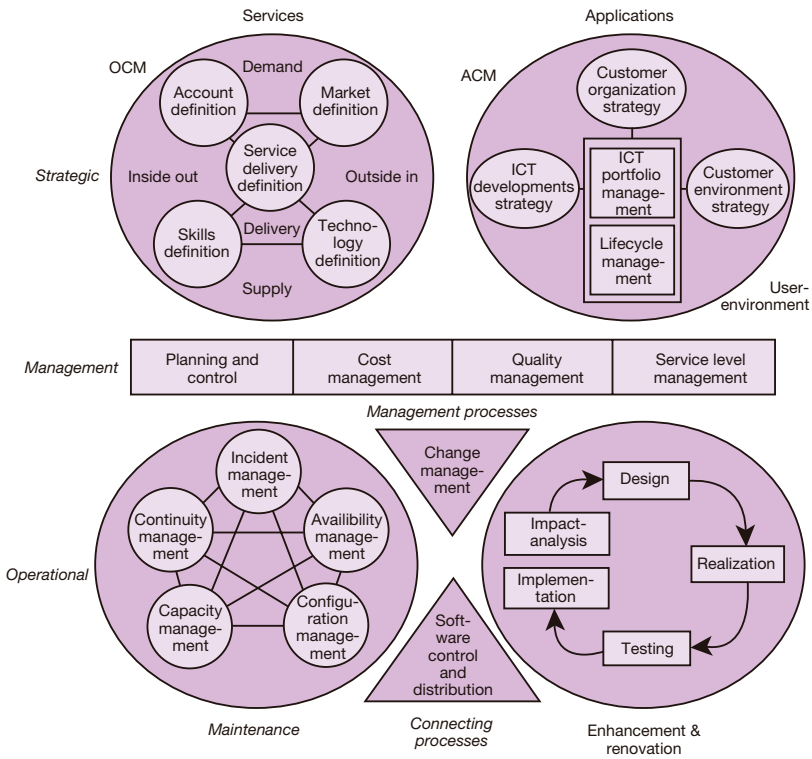 Services
Applications
OCM
Demand
Account
definition
Market
definition
Service
delivery
definition
Strategic
Inside out
Outside in
Skills
definition
Delivery
Techno-
logy
definition
Supply
ACM
Customer
organization
strategy
ICT
developments
strategy
ICT
portfolio
manage-
ment
Customer
environment
strategy
Lifecycle
manage-
ment
User-
environment
Management
Planning and
control
Cost
management
Quality
management
Service level
management
Management processes
Incident
manage-
ment
Continuity
manage-
ment
Availibility
manage-
ment
Operational
Capacity
manage-
ment
Configu-
ration
manage-
ment
Maintenance
Change
manage-
ment
Soft-
ware
control
and
distribution
Connecting
processes
Design
Impact-
analysis
Realization
Implemen-
tation
Testing
Enhancement &
renovation